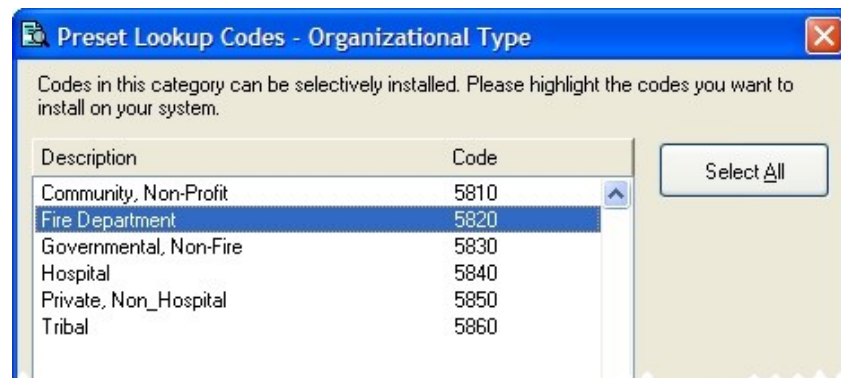 Preset Lookup Codes - Organizational Type
Codes in this category can be selectively installed. Please highlight the codes you want to
install on your system.
Description Code
Select All
Community, Non-Profit 5810
Fire Department 5820
Governmental, Non-Fire 5830
Hospital 5840
Private, Non_Hospital 5850
Tribal 5860